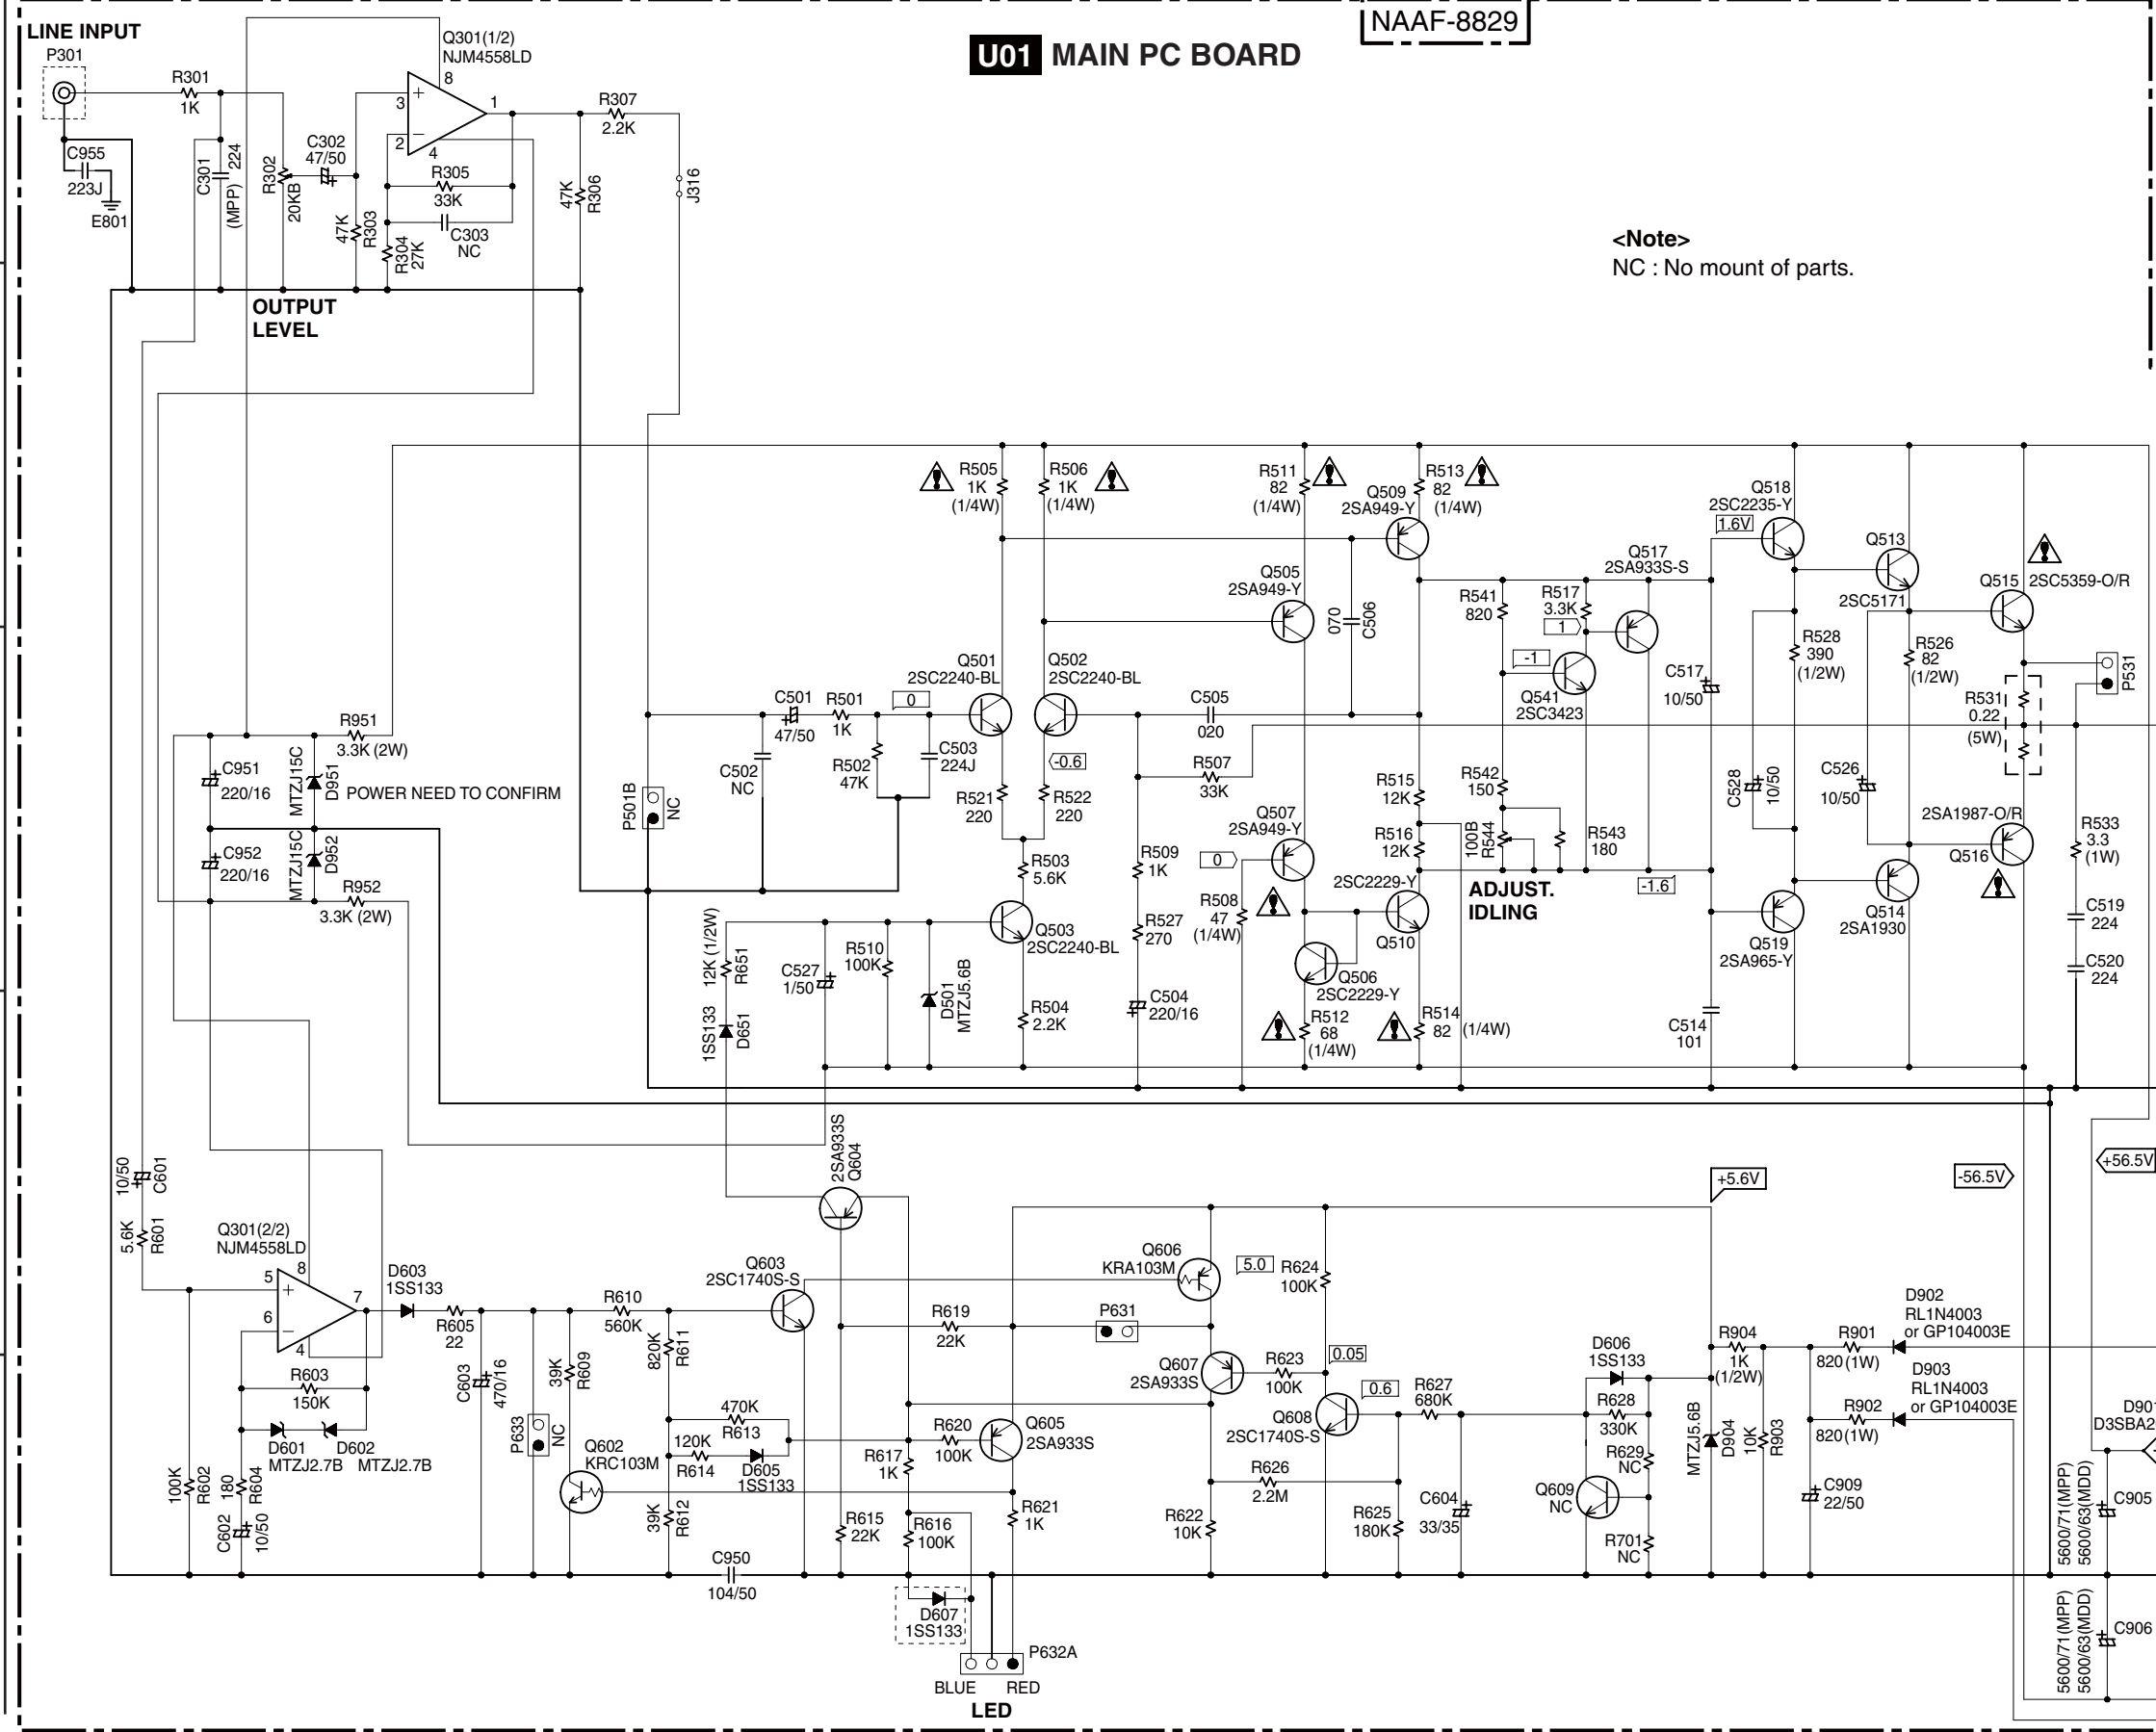 NAAF-8829
U01 MAIN PC BOARD
LINE INPUT
P301
R301
1K
Q301(1/2)
NJM4558LD
8
3
+
1
2
−
4
R307
2.2K
C955
223J
E801
C301
224
(MPP)
R302
20KB
C302
47/50
R305
33K
C303
NC
47K
R303
R304
27K
47K
R306
J316
OUTPUT
LEVEL
<Note>
NC : No mount of parts.
R505
1K
(1/4W)
R506
1K
(1/4W)
R511
82
(1/4W)
Q509
2SA949-Y
R513
82
(1/4W)
Q518
2SC2235-Y
1.6V
Q513
2SC5171
Q515
2SC5359-O/R
Q505
2SA949-Y
070
C506
R541
820
R517
3.3K
1
Q517
2SA933S-S
-1
Q541
2SC3423
C517
10/50
R528
390
(1/2W)
R526
82
(1/2W)
R531
0.22
(5W)
P531
Q501
2SC2240-BL
Q502
2SC2240-BL
C501
47/50
R501
1K
0
C505
020
R951
3.3K (2W)
C951
220/16
MTZJ15C
D951
POWER NEED TO CONFIRM
C952
220/16
MTZJ15C
D952
R952
3.3K (2W)
P501B
NC
C502
NC
R502
47K
C503
224J
-0.6
R521
220
R522
220
R507
33K
R515
12K
R516
12K
R542
150
100B
R544
R543
180
C528
10/50
C526
10/50
2SA1987-O/R
Q516
R533
3.3
(1W)
Q507
2SA949-Y
0
R503
5.6K
R509
1K
R508
47
(1/4W)
2SC2229-Y
Q510
ADJUST.
IDLING
-1.6
Q519
2SA965-Y
Q514
2SA1930
C519
224
C520
224
12K (1/2W)
R651
C527
1/50
R510
100K
D501
MTZJ5.6B
Q503
2SC2240-BL
R527
270
Q506
2SC2229-Y
1SS133
D651
R504
2.2K
C504
220/16
R512
68
(1/4W)
R514
82
(1/4W)
C514
101
10/50
C601
5.6K
R601
2SA933S
Q604
+5.6V
-56.5V
+56.5V
Q301(2/2)
NJM4558LD
8
5
+
7
6
−
4
D603
1SS133
R605
22
R610
560K
Q603
2SC1740S-S
Q606
KRA103M
5.0
R624
100K
R619
22K
P631
D902
RL1N4003
or GP104003E
R603
150K
D601
MTZJ2.7B
D602
MTZJ2.7B
C603
470/16
39K
R609
820K
R611
Q607
2SA933S
R623
100K
0.05
0.6
R627
680K
D606
1SS133
R628
330K
R904
1K
(1/2W)
R901
820 (1W)
D903
RL1N4003
or GP104003E
R902
820 (1W)
D901
D3SBA2
P633
NC
Q602
KRC103M
470K
R613
120K
R614
D605
1SS133
R617
1K
R620
100K
Q605
2SA933S
Q608
2SC1740S-S
R629
NC
MTZJ5.6B
D904
10K
R903
100K
R602
180
R604
C602
10/50
39K
R612
R615
22K
R616
100K
R621
1K
R622
10K
R626
2.2M
R625
180K
C604
33/35
Q609
NC
R701
NC
C909
22/50
5600/71(MPP)
5600/63(MDD)
C905
C950
104/50
D607
1SS133
P632A
BLUE
RED
LED
5600/71(MPP)
5600/63(MDD)
C906